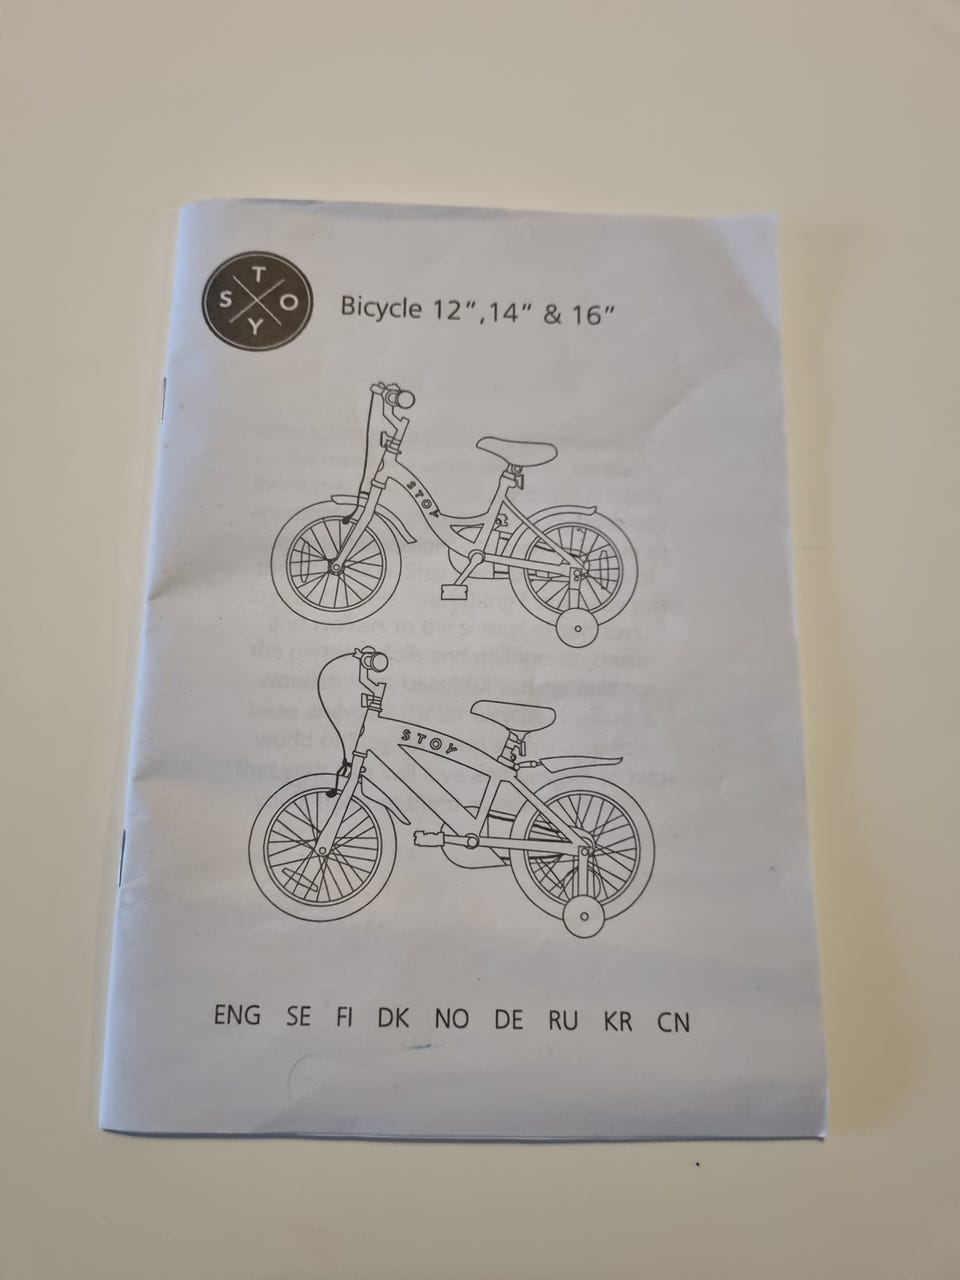 T
S O
Y
Bicycle 12”,14” & 16”
STOY
STOY
ENG SE FI DK NO DE RU KR CN